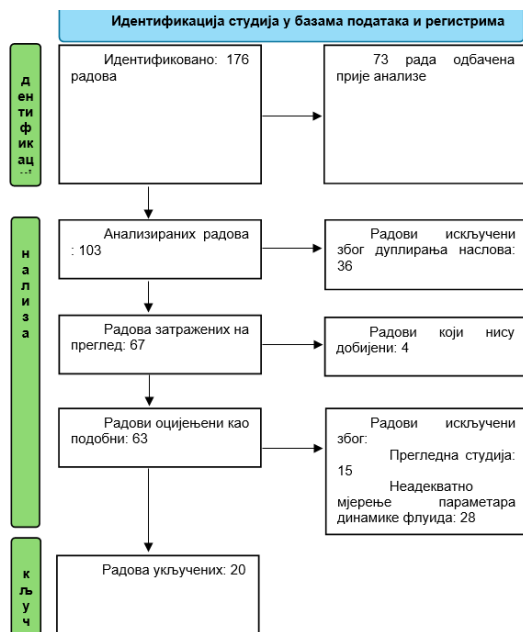 Идентификација студија у базама података и регистрима
д
ен
ти
ф
ик
ац
Идентификовано: 176
радова
73 рада одбачена
прије анализе
н
а
л
и
з
а
Анализираних радова
: 103
Радови искључени
због дуплирања наслова:
36
Радова затражених на
преглед: 67
Радови који нису
добијени: 4
Радови оцијењени као
подобни: 63
Радови искључени
због:
Прегледна студија:
15
Неадекватно
мјерење параметара
динамике флуида: 28
к
љ
у
ч
Радова укључених: 20